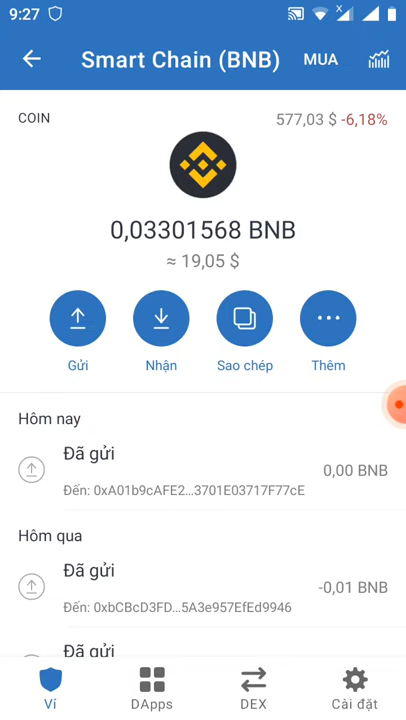 9:27
Smart Chain (BNB)
MUA
COIN
577,03 $ -6,18%
0,03301568 BNB
≈ 19,05 $
Gửi
Nhận
Sao chép
Thêm
Hôm nay
Đã gửi
0,00 BNB
Đến: 0xA01b9cAFE2...3701E03717F77cE
Hôm qua
Đã gửi
-0,01 BNB
Đến: 0xbCBcD3FD...5A3e957EfEd9946
Đã gửi
Ví
DApps
DEX
Cài đặt